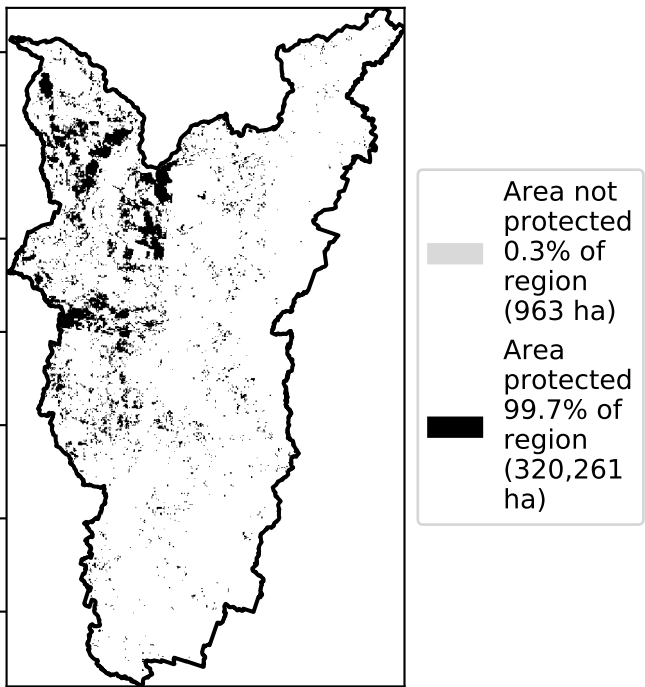 Area not
protected
0.3% of
region
(963 ha)
Area
protected
99.7% of
region
(320,261
ha)